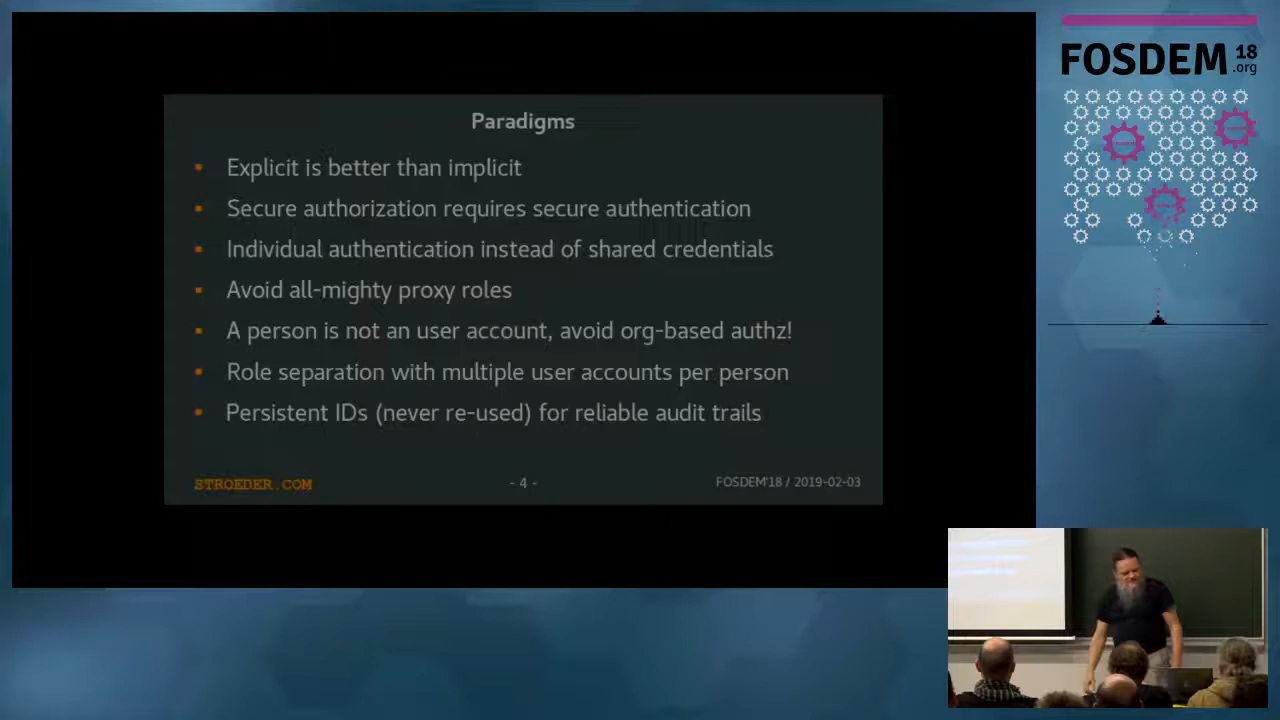 Paradigms
Explicit is better than implicit
Secure authorization requires secure authentication
Individual authentication instead of shared credentials
Avoid all-mighty proxy roles
A person is not an user account, avoid org-based authz!
Role separation with multiple user accounts per person
Persistent IDs (never re-used) for reliable audit trails
STROEDER.COM
- 4 -
FOSDEM'18 / 2019-02-03
FOSDEM 18
.org